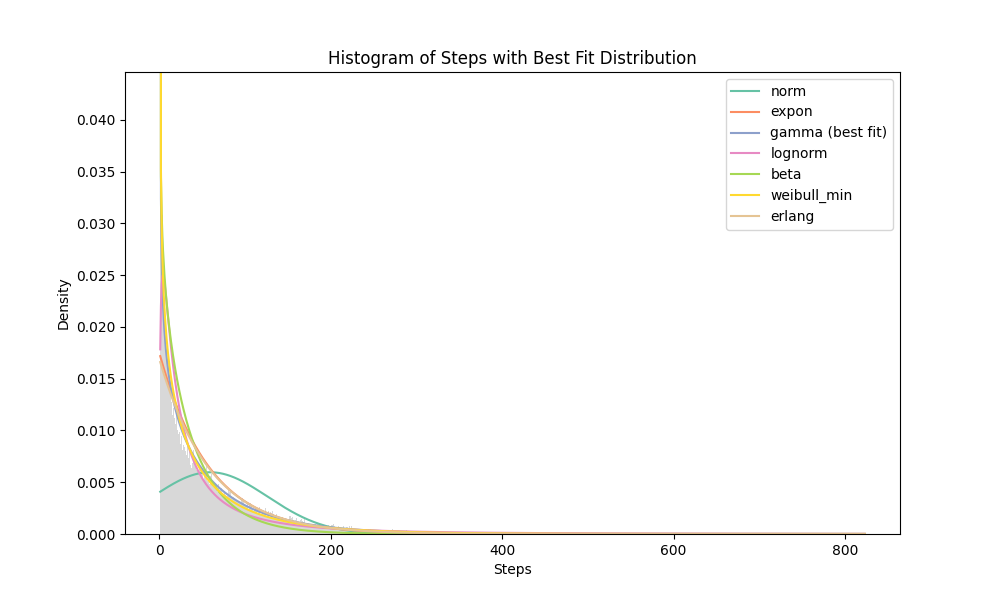 Histogram of Steps with Best Fit Distribution
norm
expon
gamma (best fit)
lognorm
beta
weibull_min
erlang
Density
0.040
0.035
0.030
0.025
0.020
0.015
0.010
0.005
0.000
0
200
400
600
800
Steps